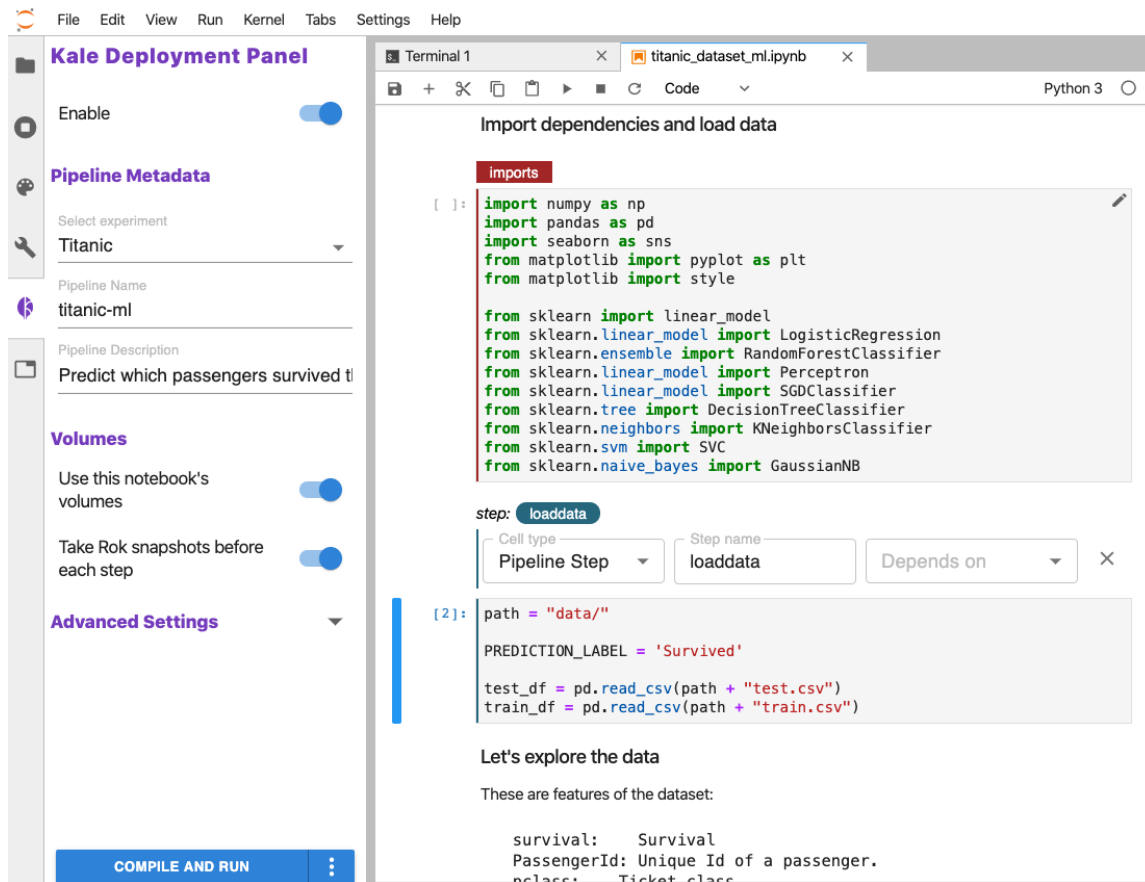 File Edit View Run Kernel Tabs Settings Help
Kale Deployment Panel
Enable
Pipeline Metadata
Select experiment
Titanic
Pipeline Name
titanic-ml
Pipeline Description
Predict which passengers survived
Volumes
Use this notebook's
volumes
Take Rok snapshots before
each step
Advanced Settings
COMPILE AND RUN
Terminal 1
titanic_dataset_ml.ipynb
Code
Python 3
Import dependencies and load data
imports
[ ]:
import numpy as np
import pandas as pd
import seaborn as sns
from matplotlib import pyplot as plt
from matplotlib import style
from sklearn import linear_model
from sklearn.linear_model import LogisticRegression
from sklearn.ensemble import RandomForestClassifier
from sklearn.linear_model import Perceptron
from sklearn.linear_model import SGDClassifier
from sklearn.tree import DecisionTreeClassifier
from sklearn.neighbors import KNeighborsClassifier
from sklearn.svm import SVC
from sklearn.naive_bayes import GaussianNB
step: loaddata
Cell type
Pipeline Step
Step name
loaddata
Depends on
[2]:
path = "data/"
PREDICTION_LABEL = 'Survived'
test_df = pd.read_csv(path + "test.csv")
train_df = pd.read_csv(path + "train.csv")
Let's explore the data
These are features of the dataset:
survival: Survival
PassengerId: Unique Id of a passenger.
pclass: Ticket class